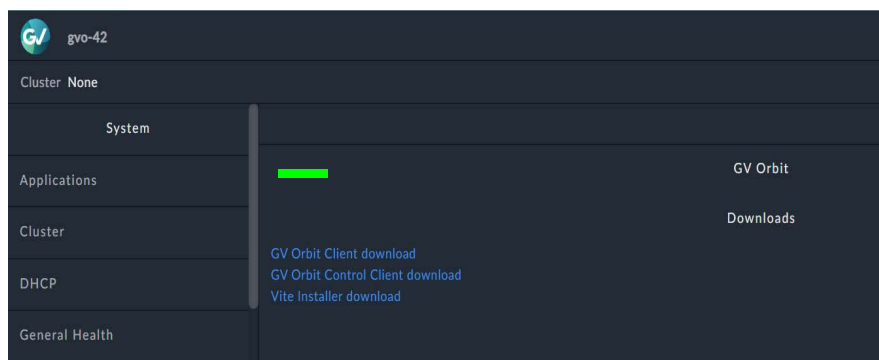 GV gvo-42
Cluster None
System
Applications
Cluster
DHCP
General Health
GV Orbit
Downloads
GV Orbit Client download
GV Orbit Control Client download
Vite Installer download